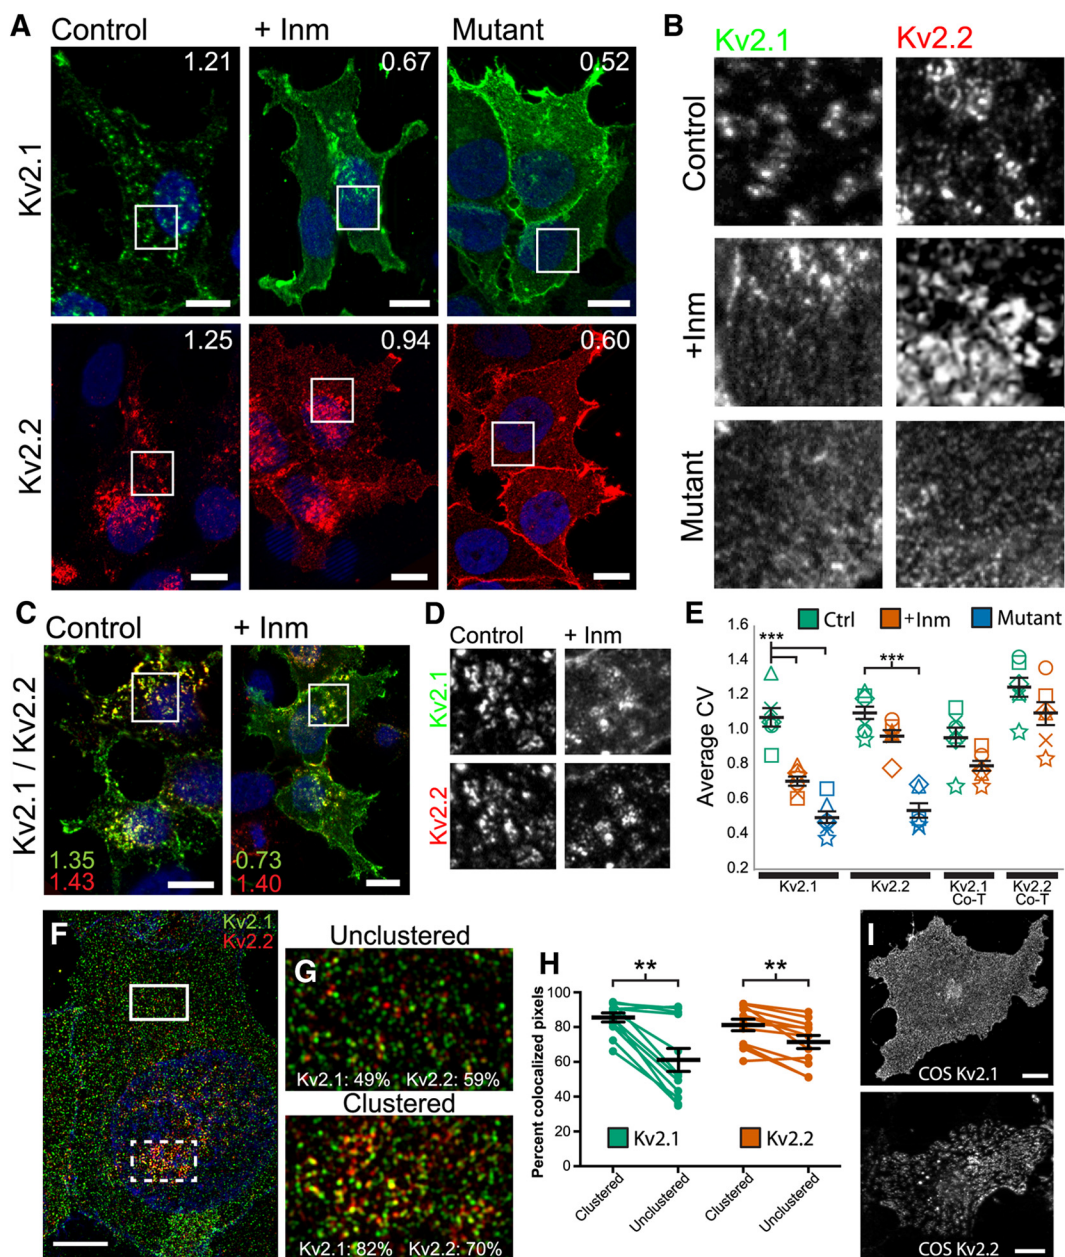 A
Control
+ Inm
Mutant
Kv2.1
1.21
0.67
0.52
Kv2.2
1.25
0.94
0.60
B
Kv2.1
Kv2.2
Control
+Inm
Mutant
C
Control
+ Inm
Kv2.1 / Kv2.2
1.35
1.43
0.73
1.40
D
Control
+ Inm
Kv2.1
Kv2.2
E
Ctrl
+Inm
Mutant
Average CV
1.6
1.4
1.2
1.0
0.8
0.6
0.4
0.2
***
***
Kv2.1
Kv2.2
Kv2.1
Co-T
Kv2.2
Co-T
F
Kv2.1
Kv2.2
G
Unclustered
Kv2.1: 49% Kv2.2: 59%
Clustered
Kv2.1: 82% Kv2.2: 70%
H
**
**
Percent colocalized pixels
100
80
60
40
20
0
Kv2.1
Kv2.2
Clustered
Unclustered
Clustered
Unclustered
I
COS Kv2.1
COS Kv2.2